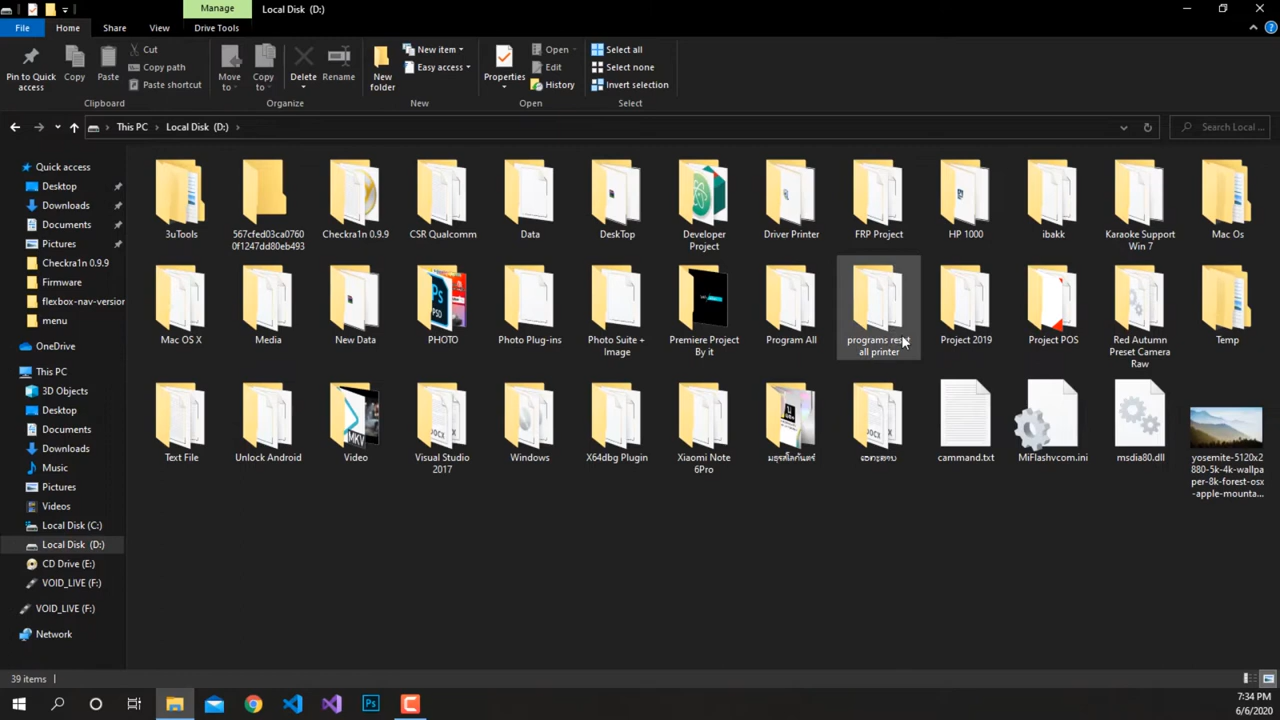 Manage
Local Disk (D:)
File
Home
Share
View
Drive Tools
Pin to Quick
access
Copy
Paste
Cut
Copy path
Paste shortcut
Clipboard
Move
to
Copy
to
Delete
Rename
Organize
New
folder
New item
Easy access
New
Properties
Open
Edit
History
Open
Select all
Select none
Invert selection
Select
This PC
Local Disk (D:)
Search Local ...
Quick access
Desktop
Downloads
Documents
Pictures
Checkra1n 0.9.9
Firmware
flexbox-nav-version
menu
OneDrive
This PC
3D Objects
Desktop
Documents
Downloads
Music
Pictures
Videos
Local Disk (C:)
Local Disk (D:)
CD Drive (E:)
VOID_LIVE (F:)
VOID_LIVE (F:)
Network
3uTools
567cfed03ca0760
0f1247dd80eb493
Checkra1n 0.9.9
CSR Qualcomm
Data
DeskTop
Developer
Project
Driver Printer
FRP Project
HP 1000
ibakk
Karaoke Support
Win 7
Mac Os
Mac OS X
Media
New Data
PHOTO
Photo Plug-ins
Photo Suite +
Image
Premiere Project
By it
Program All
programs reset
all printer
Project 2019
Project POS
Red Autumn
Preset Camera
Raw
Temp
Text File
Unlock Android
Video
Visual Studio
2017
Windows
X64dbg Plugin
Xiaomi Note
6Pro
cammand.txt
MiFlashvcom.ini
msdia80.dll
yosemite-5120x2
880-5k-4k-wallpa
per-8k-forest-osx
-apple-mounta...
39 items
7:34 PM
6/6/2020